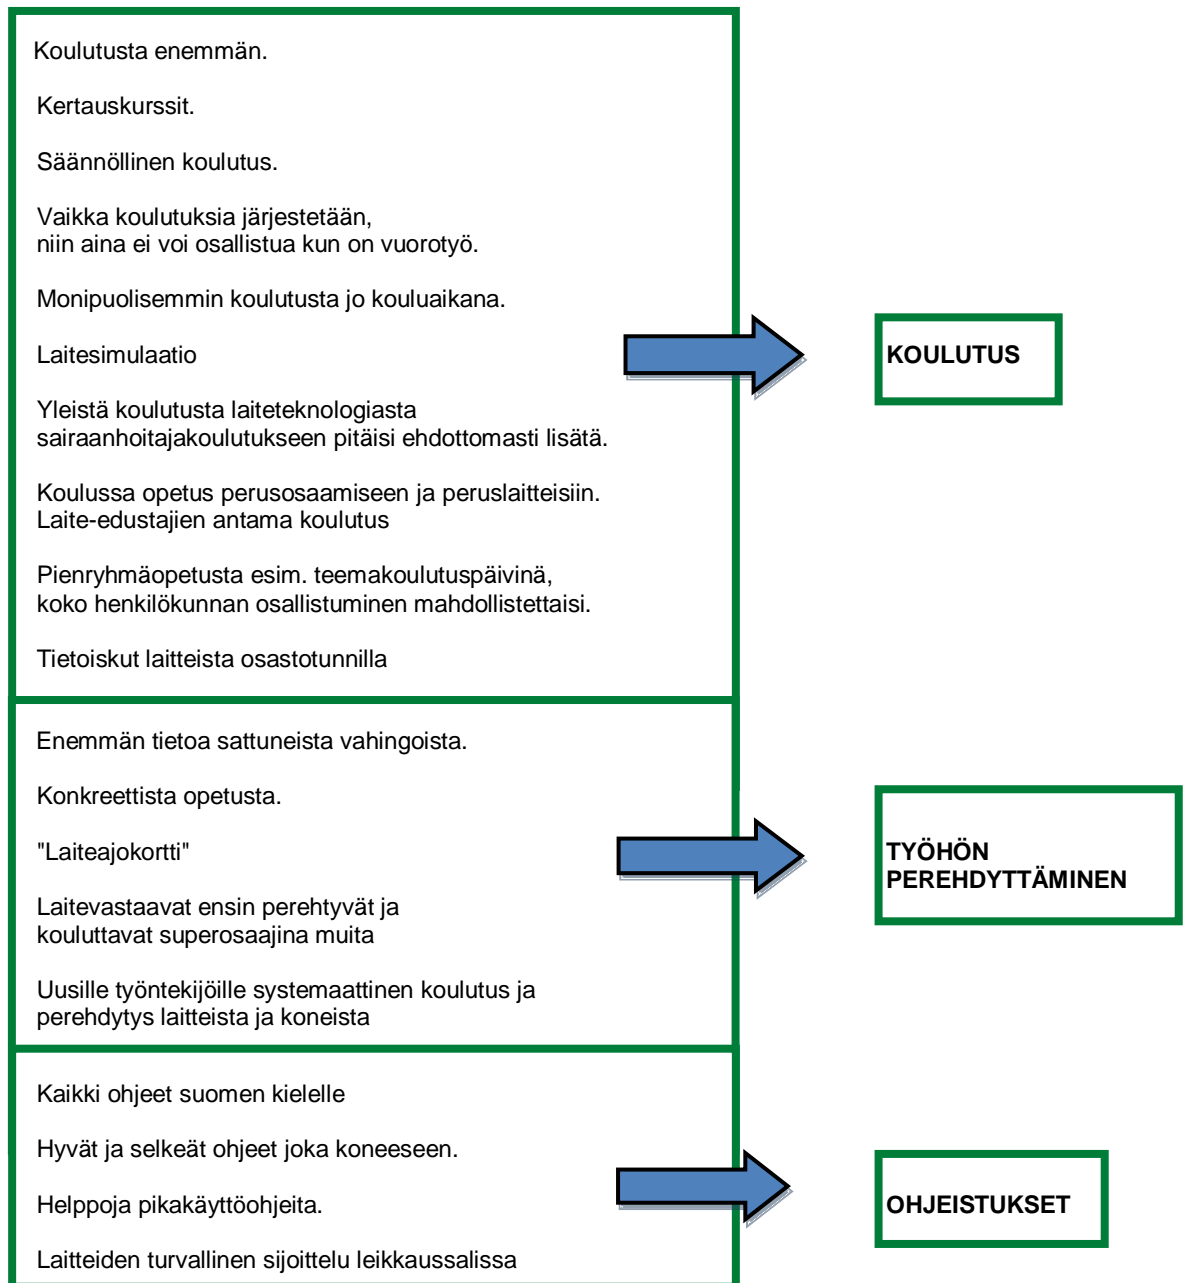 Koulutusta enemmän.
Kertauskurssit.
Säännöllinen koulutus.
Vaikka koulutuksia järjestetään,
niin aina ei voi osallistua kun on vuorotyö.
Monipuolisemmin koulutusta jo kouluaikana.
Laitesimulaatio
Yleistä koulutusta laiteteknologiasta
sairaanhoitajakoulutukseen pitäisi ehdottomasti lisätä.
Koulussa opetus perusosaamiseen ja peruslaitteisiin.
Laite-edustajien antama koulutus
Pienryhmäopetusta esim. teemakoulutuspäivinä,
koko henkilökunnan osallistuminen mahdollistettaisi.
Tietoiskut laitteista osastotunnilla
KOULUTUS
Enemmän tietoa sattuneista vahingoista.
Konkreettista opetusta.
"Laiteajokortti"
Laitevastaavat ensin perehtyvät ja
kouluttavat superosaajina muita
Uusille työntekijöille systemaattinen koulutus ja
perehdytys laitteista ja koneista
TYÖHÖN
PEREHDYTTÄMINEN
Kaikki ohjeet suomen kielelle
Hyvät ja selkeät ohjeet joka koneeseen.
Helppoja pikakäyttöohjeita.
Laitteiden turvallinen sijoittelu leikkaussalissa
OHJEISTUKSET